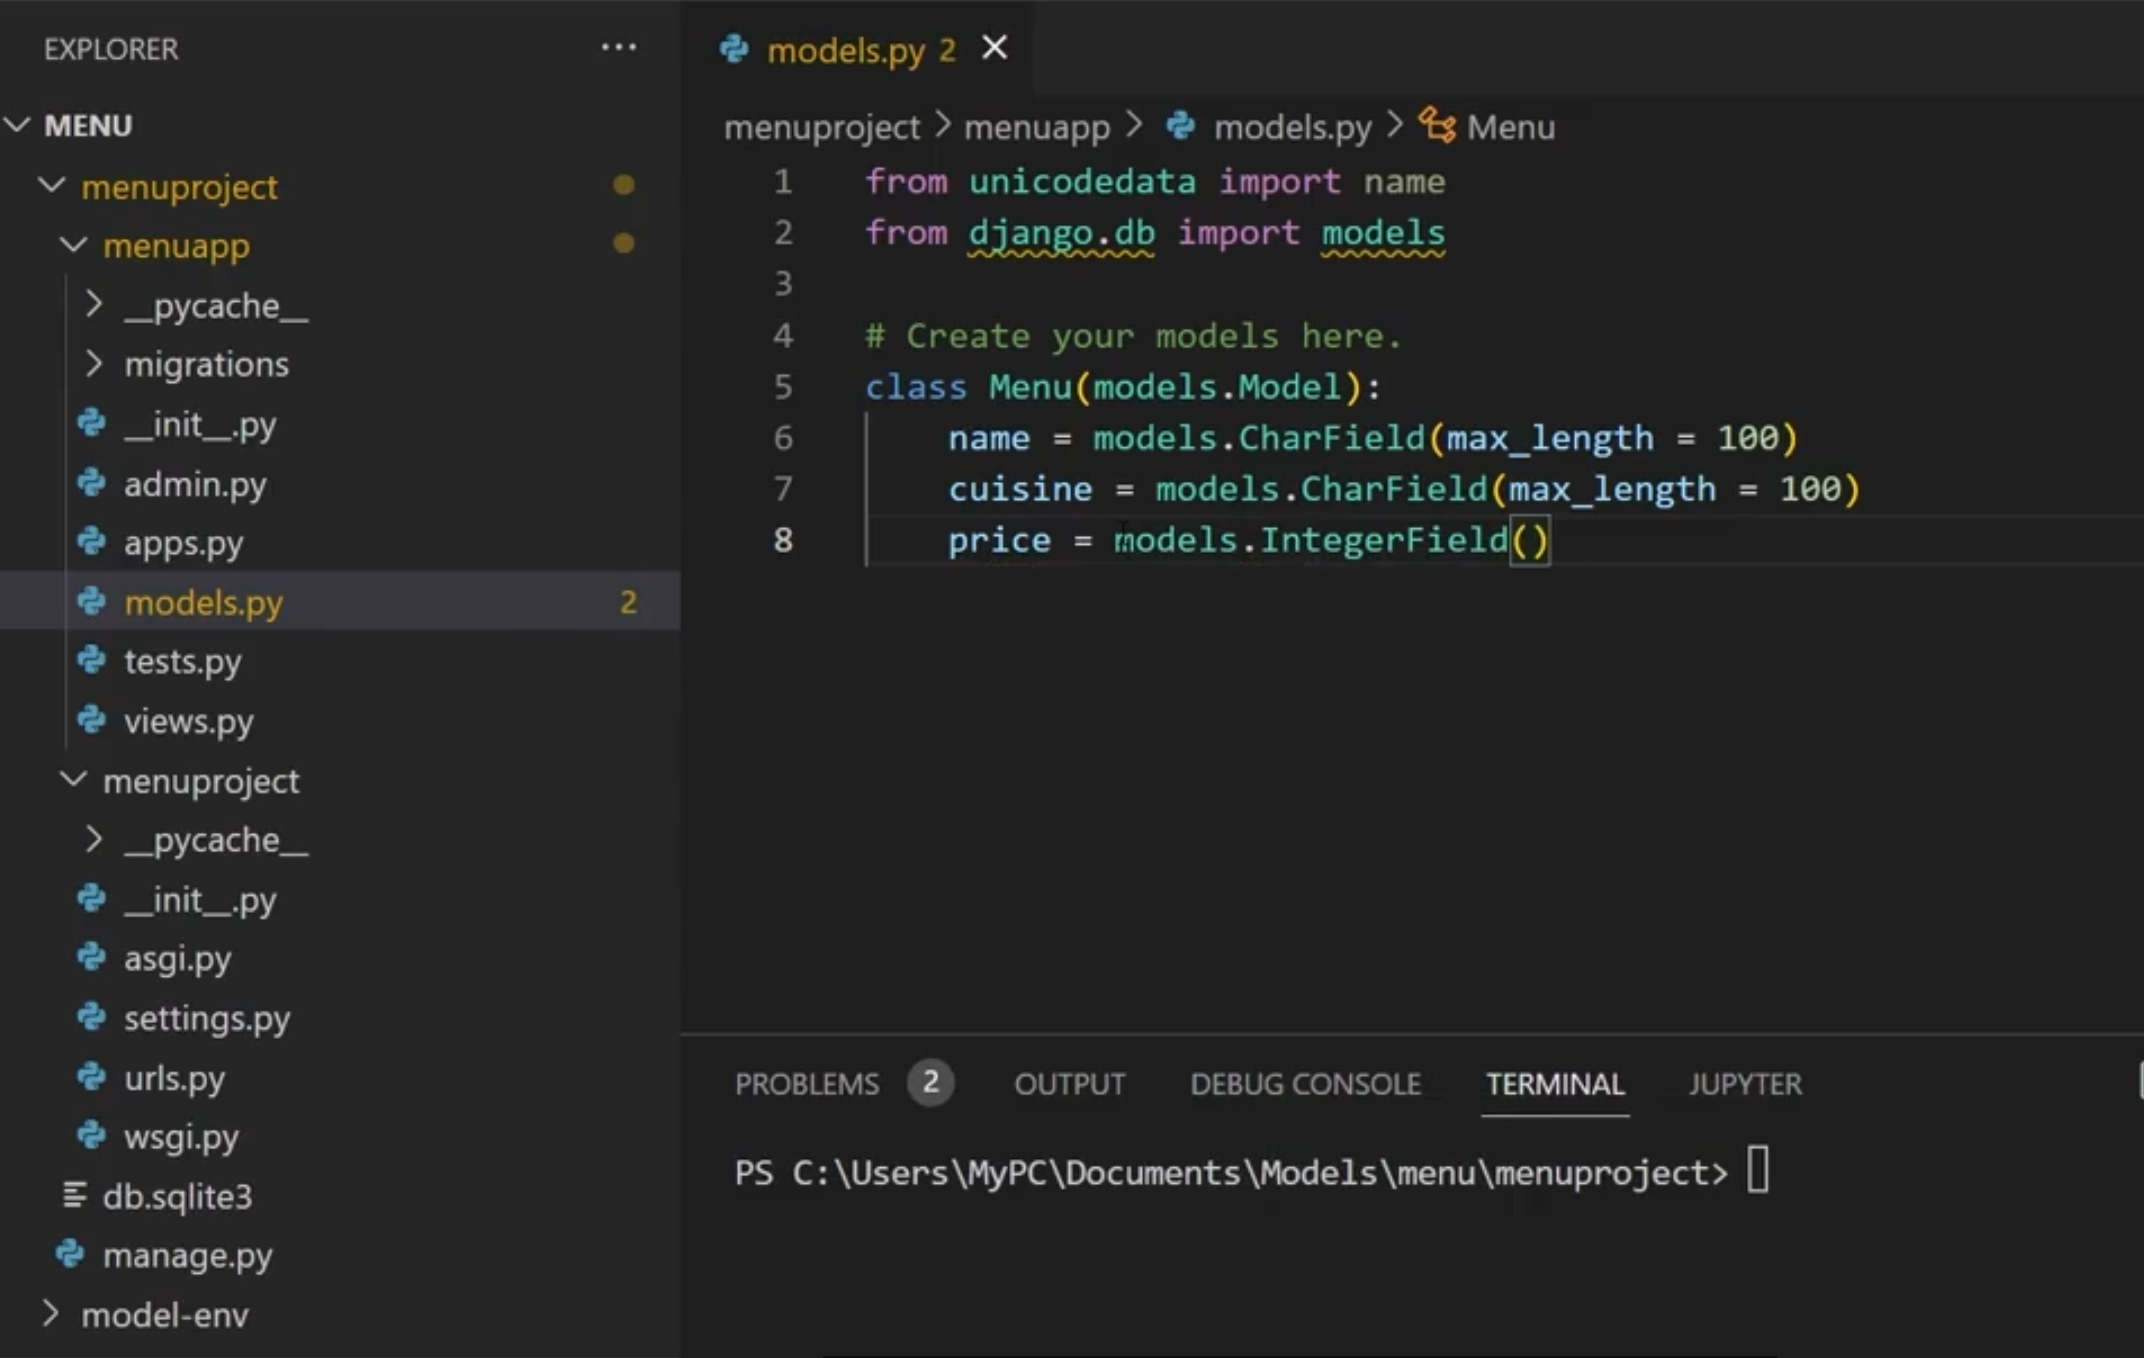 EXPLORER
MENU
menuproject
menuapp
__pycache__
migrations
__init__.py
admin.py
apps.py
models.py 2
tests.py
views.py
menuproject
__pycache__
__init__.py
asgi.py
settings.py
urls.py
wsgi.py
db.sqlite3
manage.py
model-env
models.py 2
menuproject > menuapp > models.py > Menu
1 from unicodedata import name
2 from django.db import models
3
4 # Create your models here.
5 class Menu(models.Model):
6     name = models.CharField(max_length = 100)
7     cuisine = models.CharField(max_length = 100)
8     price = models.IntegerField()
PROBLEMS 2 OUTPUT DEBUG CONSOLE TERMINAL JUPYTER
PS C:\Users\MyPC\Documents\Models\menu\menuproject>